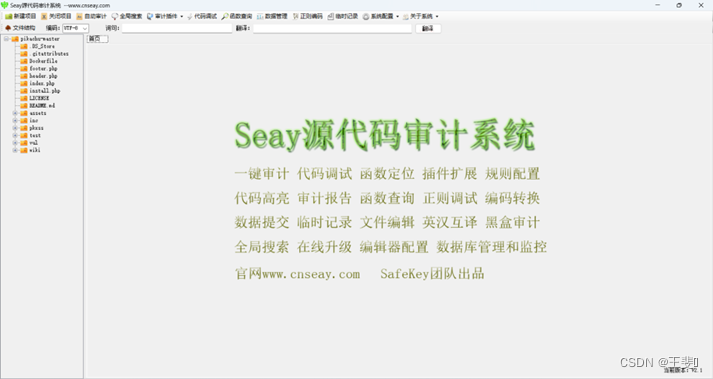 Seay源代码审计系统 --www.cnseay.com
新建项目 关闭项目 自动审计 全局搜索 审计插件 代码调试 函数查询 数据管理 正则编码 临时记录 系统配置 关于系统
文件结构 编码: UTF-8 词句: 翻译: 翻译
首页
pikachu-master
.DS_Store
.gitattributes
Dockerfile
footer.php
header.php
index.php
install.php
LICENSE
README.md
assets
inc
pkxss
test
vul
wiki
Seay源代码审计系统
一键审计 代码调试 函数定位 插件扩展 规则配置
代码高亮 审计报告 函数查询 正则调试 编码转换
数据提交 临时记录 文件编辑 英汉互译 黑盒审计
全局搜索 在线升级 编辑器配置 数据库管理和监控
官网www.cnseay.com SafeKey团队出品
当前版本: V2.1